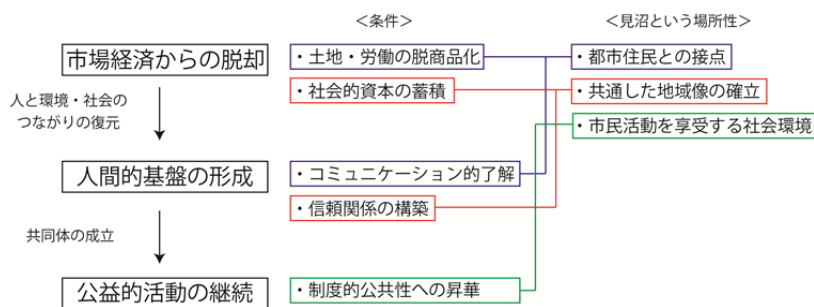 ＜条件＞
＜見沼という場所性＞
市場経済からの脱却
・土地・労働の脱商品化
・都市住民との接点
・社会的資本の蓄積
・共通した地域像の確立
人と環境・社会の
つながりの復元
・市民活動を享受する社会環境
人間的基盤の形成
・コミュニケーション的了解
・信頼関係の構築
共同体の成立
公益的活動の継続
・制度的公共性への昇華